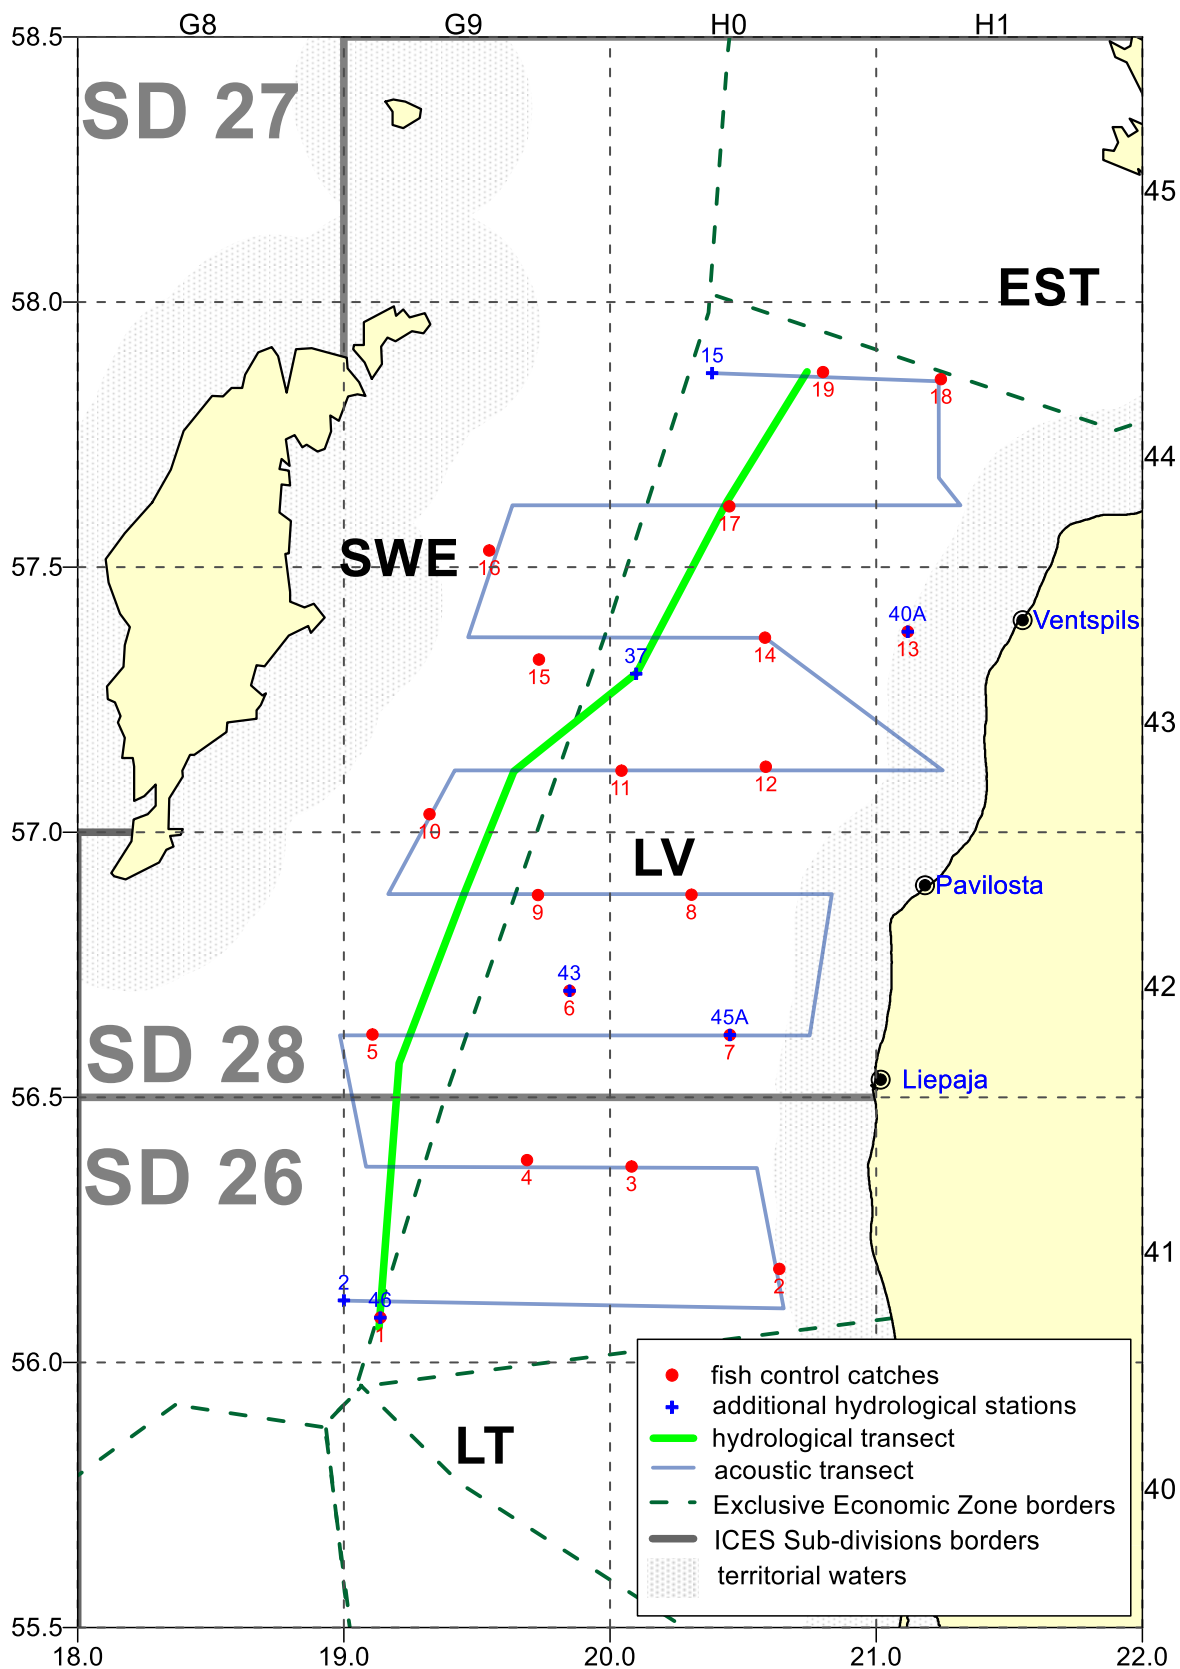 G8 G9 H0 H1
58.5
SD 27
45
EST
58.0
15
19
18
44
17
SWE
16
57.5
40A
Ventspils
13
14
37
15
43
11
12
10
57.0
LV
Pavilosta
9
8
43
42
6
45A
5
7
SD 28
Liepaja
56.5
SD 26
4
3
41
2
2
46
1
56.0
fish control catches
additional hydrological stations
LT
hydrological transect
acoustic transect
40
Exclusive Economic Zone borders
ICES Sub-divisions borders
territorial waters
55.5
18.0 19.0 20.0 21.0 22.0